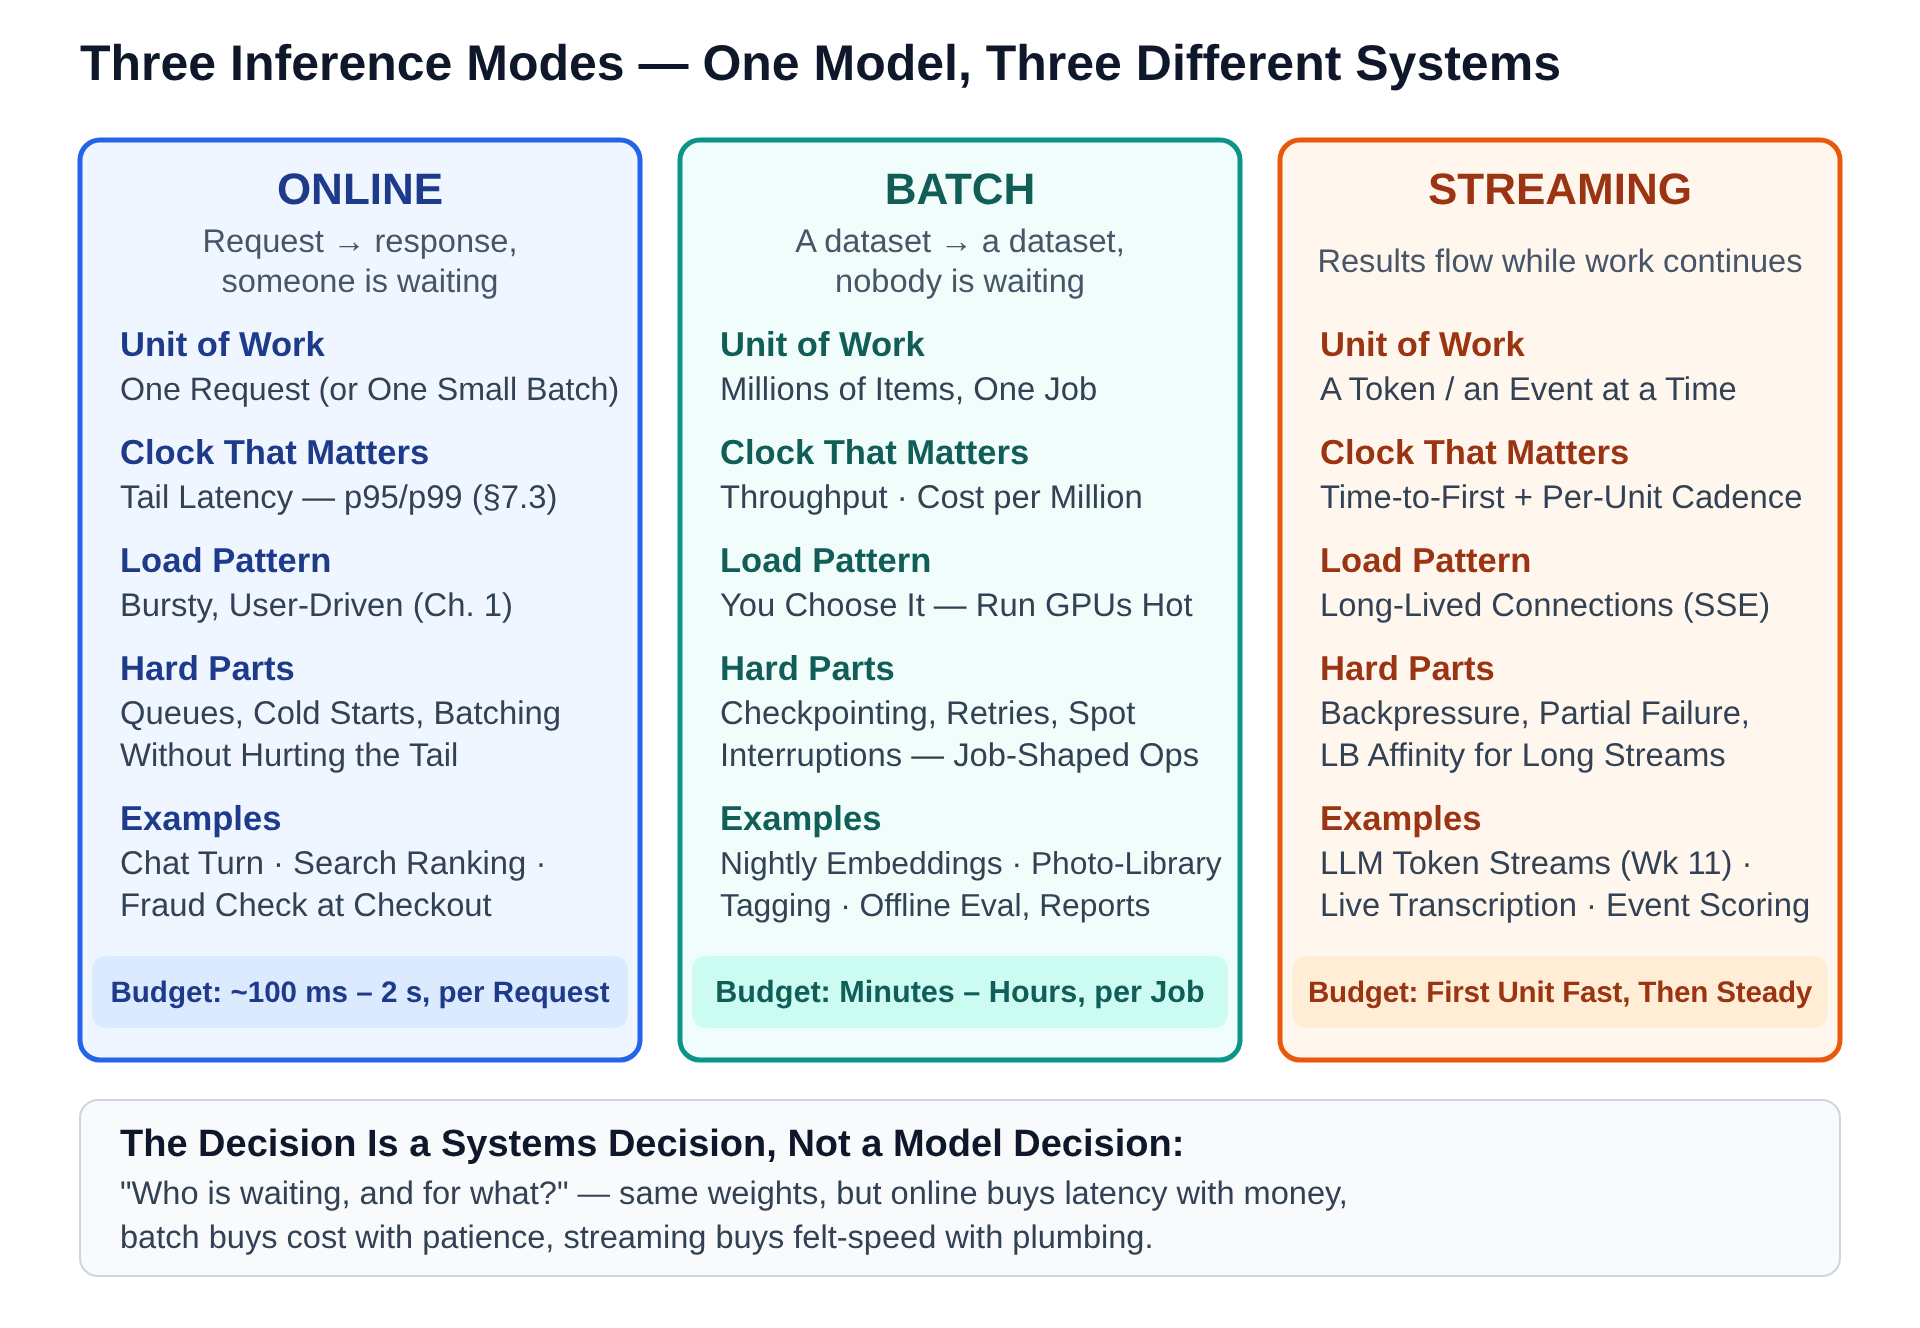 Three Inference Modes — One Model, Three Different Systems
ONLINE
Request → response,
someone is waiting
Unit of Work
One Request (or One Small Batch)
Clock That Matters
Tail Latency — p95/p99 (§7.3)
Load Pattern
Bursty, User-Driven (Ch. 1)
Hard Parts
Queues, Cold Starts, Batching
Without Hurting the Tail
Examples
Chat Turn · Search Ranking ·
Fraud Check at Checkout
Budget: ~100 ms – 2 s, per Request
BATCH
A dataset → a dataset,
nobody is waiting
Unit of Work
Millions of Items, One Job
Clock That Matters
Throughput · Cost per Million
Load Pattern
You Choose It — Run GPUs Hot
Hard Parts
Checkpointing, Retries, Spot
Interruptions — Job-Shaped Ops
Examples
Nightly Embeddings · Photo-Library
Tagging · Offline Eval, Reports
Budget: Minutes – Hours, per Job
STREAMING
Results flow while work continues
Unit of Work
A Token / an Event at a Time
Clock That Matters
Time-to-First + Per-Unit Cadence
Load Pattern
Long-Lived Connections (SSE)
Hard Parts
Backpressure, Partial Failure,
LB Affinity for Long Streams
Examples
LLM Token Streams (Wk 11) ·
Live Transcription · Event Scoring
Budget: First Unit Fast, Then Steady
The Decision Is a Systems Decision, Not a Model Decision:
"Who is waiting, and for what?" — same weights, but online buys latency with money,
batch buys cost with patience, streaming buys felt-speed with plumbing.